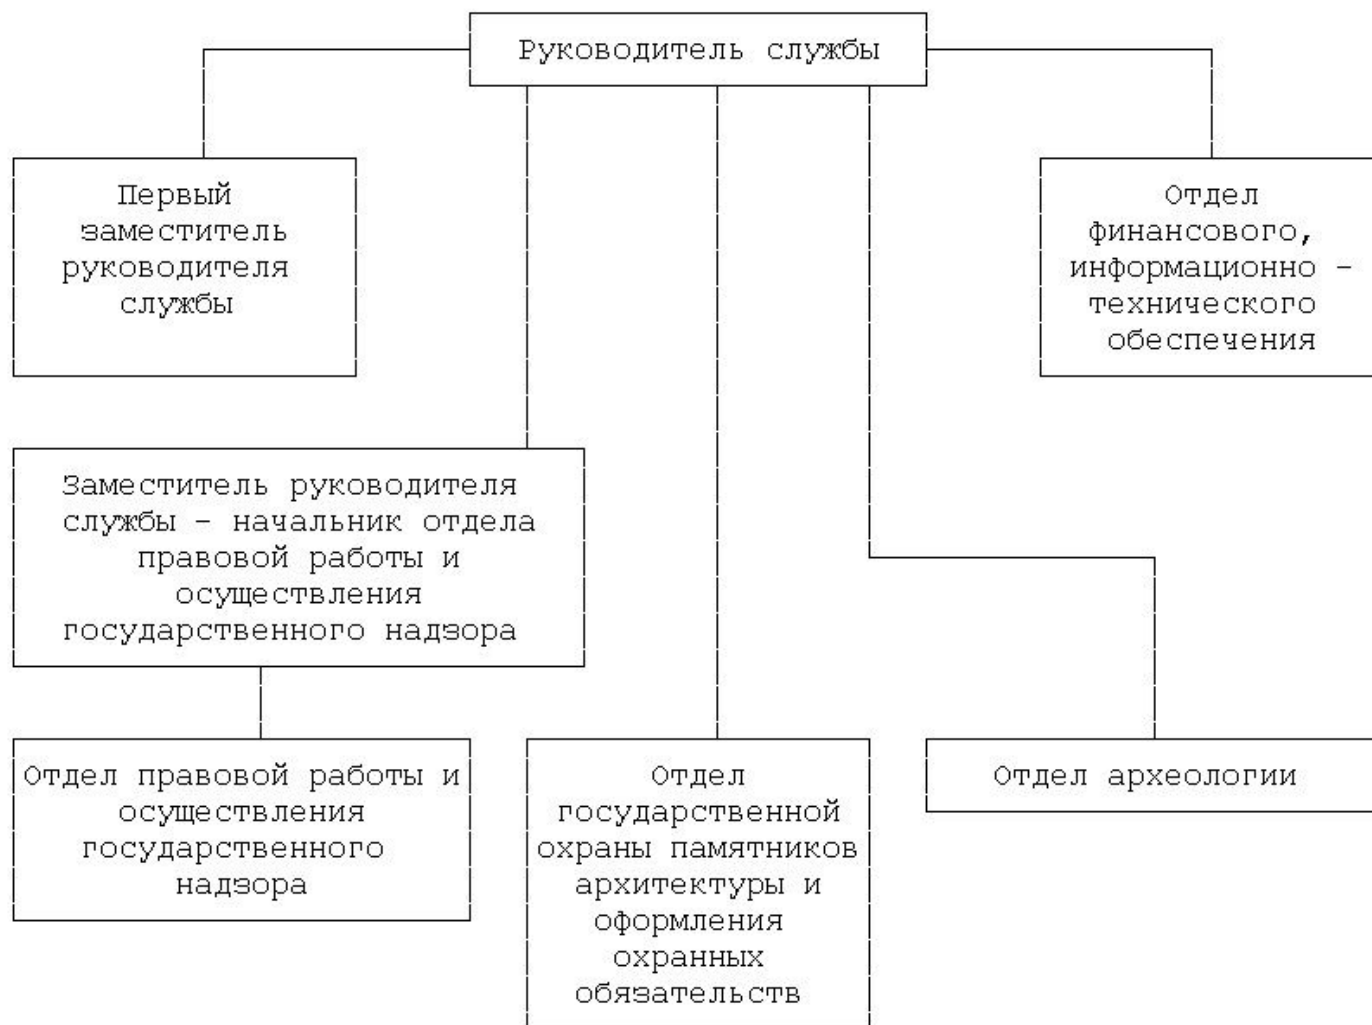 Руководитель службы
Первый
заместитель
руководителя
службы
Отдел
финансового,
информационно -
технического
обеспечения
Заместитель руководителя
службы - начальник отдела
правовой работы и
осуществления
государственного надзора
Отдел правовой работы и
осуществления
государственного
надзора
Отдел
государственной
охраны памятников
архитектуры и
оформления
охранных
обязательств
Отдел археологии